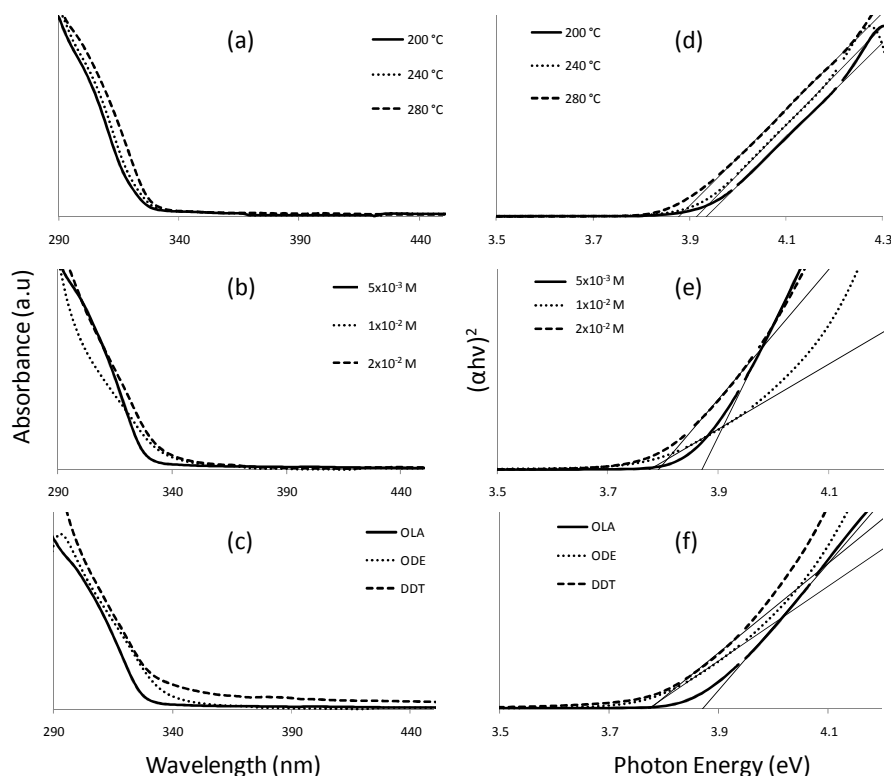 (a)
200 °C
240 °C
280 °C
290 340 390 440
(d)
200 °C
240 °C
280 °C
3.5 3.7 3.9 4.1 4.3
(b)
5x10⁻³ M
1x10⁻² M
2x10⁻² M
290 340 390 440
(e)
5x10⁻³ M
1x10⁻² M
2x10⁻² M
3.5 3.7 3.9 4.1
(c)
OLA
ODE
DDT
290 340 390 440
(f)
OLA
ODE
DDT
3.5 3.7 3.9 4.1
Absorbance (a.u)
(αhν)²
Wavelength (nm)
Photon Energy (eV)